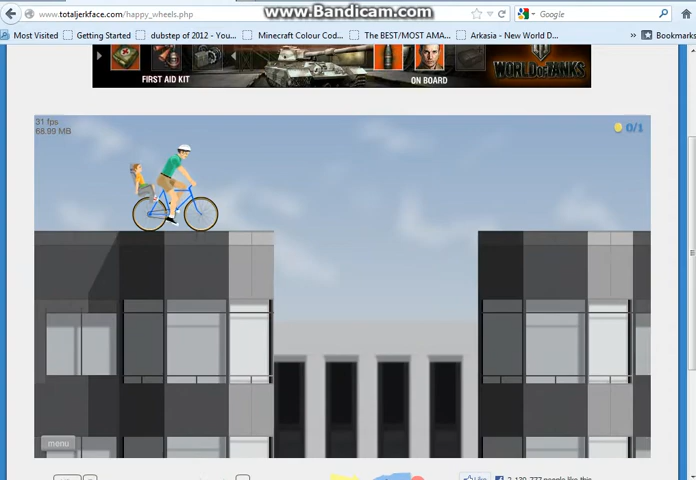 www.Bandicam.com
www.totaljerkface.com/happy_wheels.php
Google
Most Visited
Getting Started
dubstep of 2012 - You...
Minecraft Colour Cod...
The BEST/MOST AMA...
Arkasia - New World D...
Bookmarks
FIRST AID KIT
ON BOARD
WORLD of TANKS
31 fps
68.99 MB
0/1
menu
Like